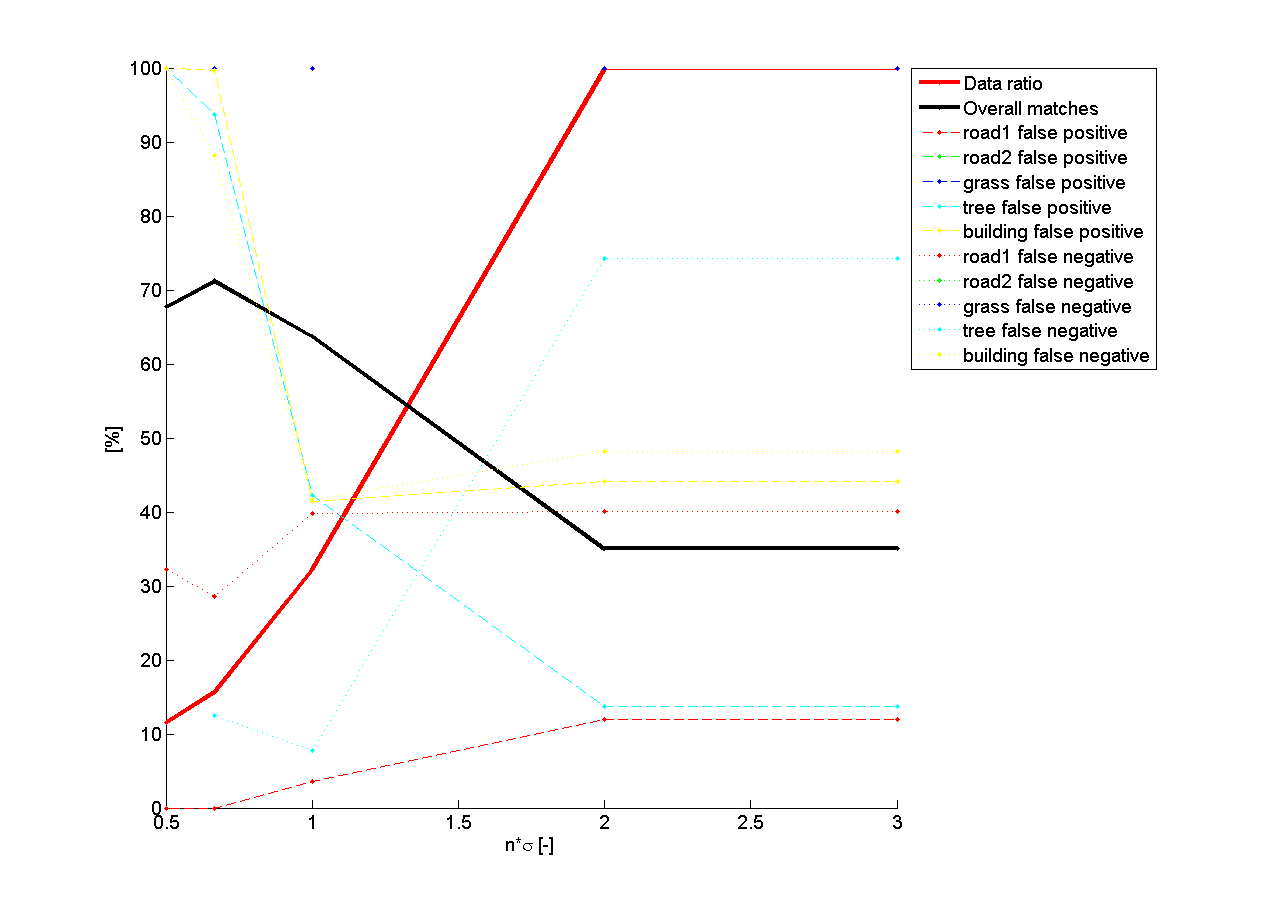 100
90
80
70
60
50
40
30
20
10
0
[%]
0.5 1 1.5 2 2.5 3
n*σ [-]
Data ratio
Overall matches
road1 false positive
road2 false positive
grass false positive
tree false positive
building false positive
road1 false negative
road2 false negative
grass false negative
tree false negative
building false negative